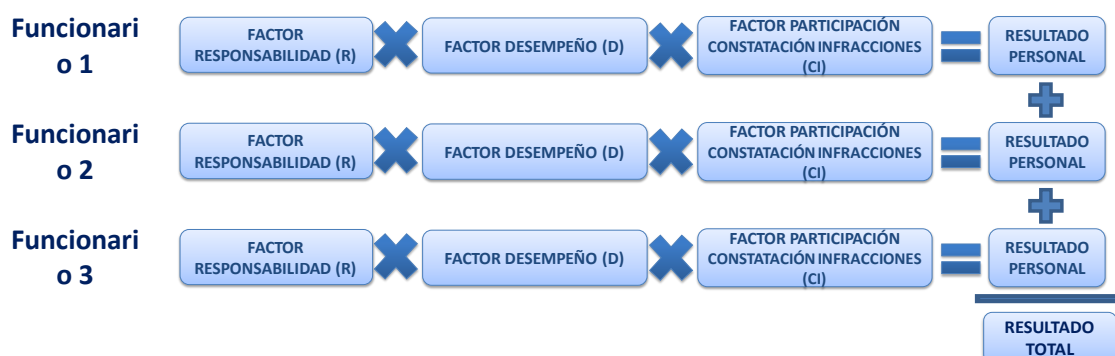 Funcionari
o 1
FACTOR
RESPONSABILIDAD (R)
FACTOR DESEMPEÑO (D)
FACTOR PARTICIPACIÓN
CONSTATACIÓN INFRACCIONES
(CI)
RESULTADO
PERSONAL
Funcionari
o 2
FACTOR
RESPONSABILIDAD (R)
FACTOR DESEMPEÑO (D)
FACTOR PARTICIPACIÓN
CONSTATACIÓN INFRACCIONES
(CI)
RESULTADO
PERSONAL
Funcionari
o 3
FACTOR
RESPONSABILIDAD (R)
FACTOR DESEMPEÑO (D)
FACTOR PARTICIPACIÓN
CONSTATACIÓN INFRACCIONES
(CI)
RESULTADO
PERSONAL
RESULTADO
TOTAL